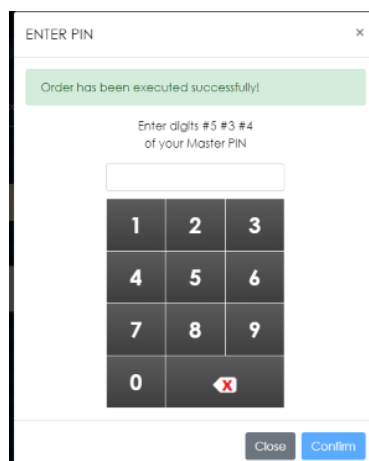 ENTER PIN ×
Order has been executed successfully!
Enter digits #5 #3 #4
of your Master PIN
1 2 3
4 5 6
7 8 9
0 X
Close Confirm